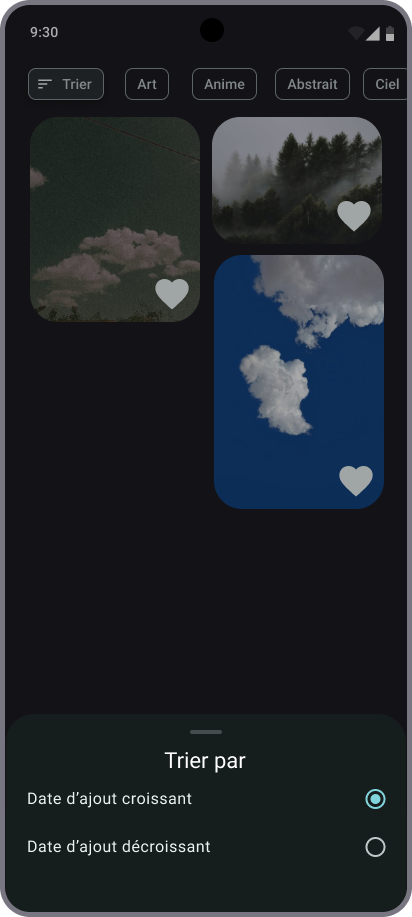 9:30
Trier
Art
Anime
Abstrait
Ciel
Trier par
Date d’ajout croissant
Date d’ajout décroissant